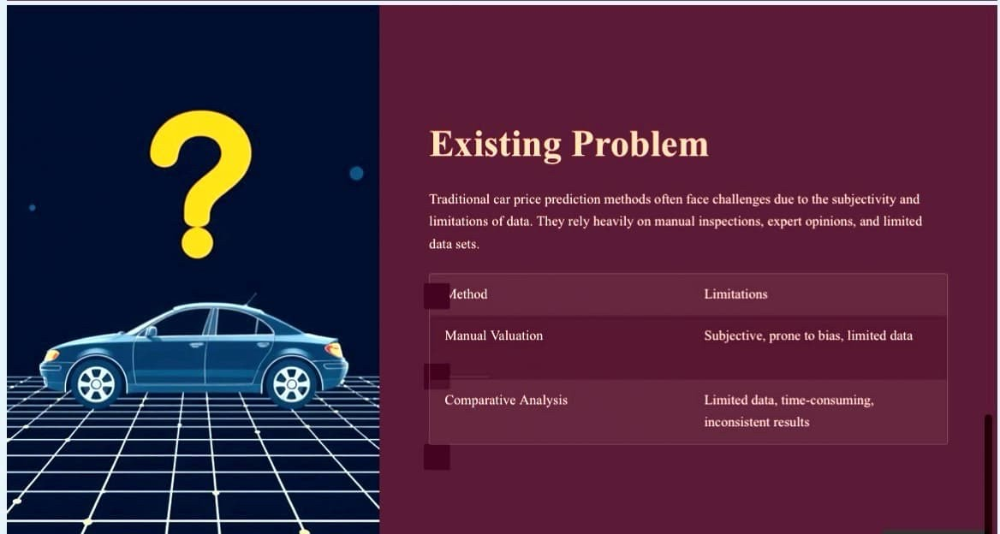 Existing Problem
Traditional car price prediction methods often face challenges due to the subjectivity and
limitations of data. They rely heavily on manual inspections, expert opinions, and limited
data sets.
Method Limitations
Manual Valuation Subjective, prone to bias, limited data
Comparative Analysis Limited data, time-consuming,
inconsistent results